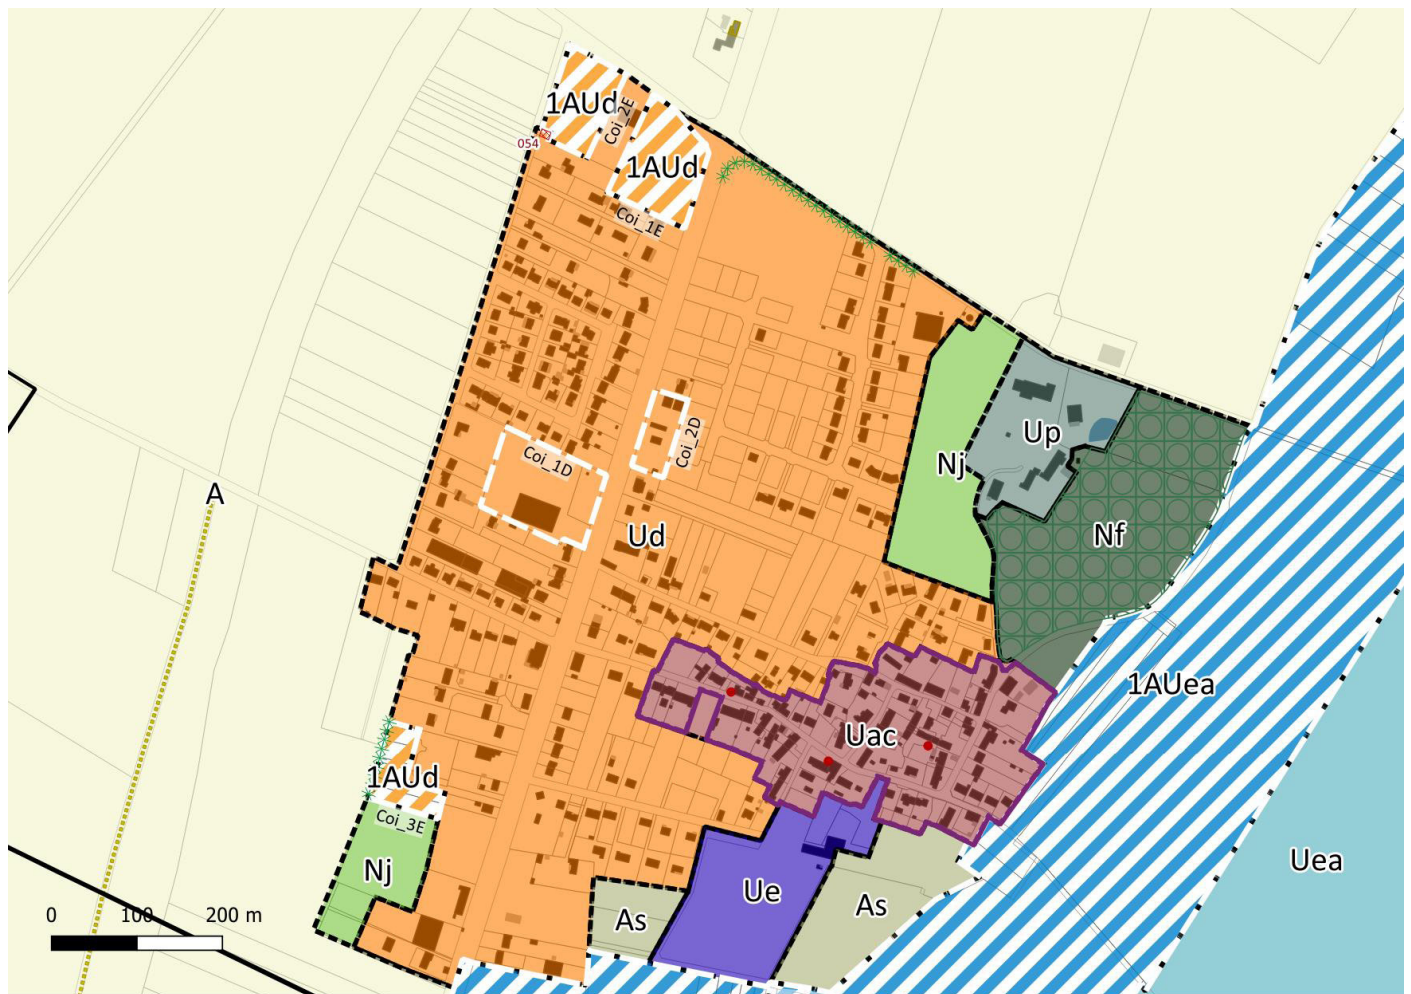 1AUd
Coi_2E
054
1AUd
Coi_1E
Coi_2D
Coi_1D
Up
Nj
A
Ud
Nf
1AUea
Uac
1AUd
Coi_3E
Uea
Nj
Ue
As
As
0 100 200 m